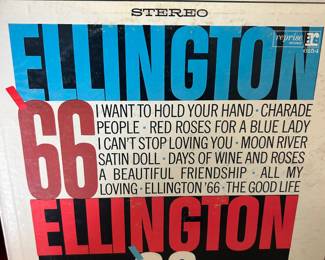 STEREO
ELLINGTON
reprise
'66
I WANT TO HOLD YOUR HAND • CHARADE
PEOPLE • RED ROSES FOR A BLUE LADY
I CAN'T STOP LOVING YOU • MOON RIVER
SATIN DOLL • DAYS OF WINE AND ROSES
A BEAUTIFUL FRIENDSHIP • ALL MY
LOVING • ELLINGTON '66 • THE GOOD LIFE
ELLINGTON